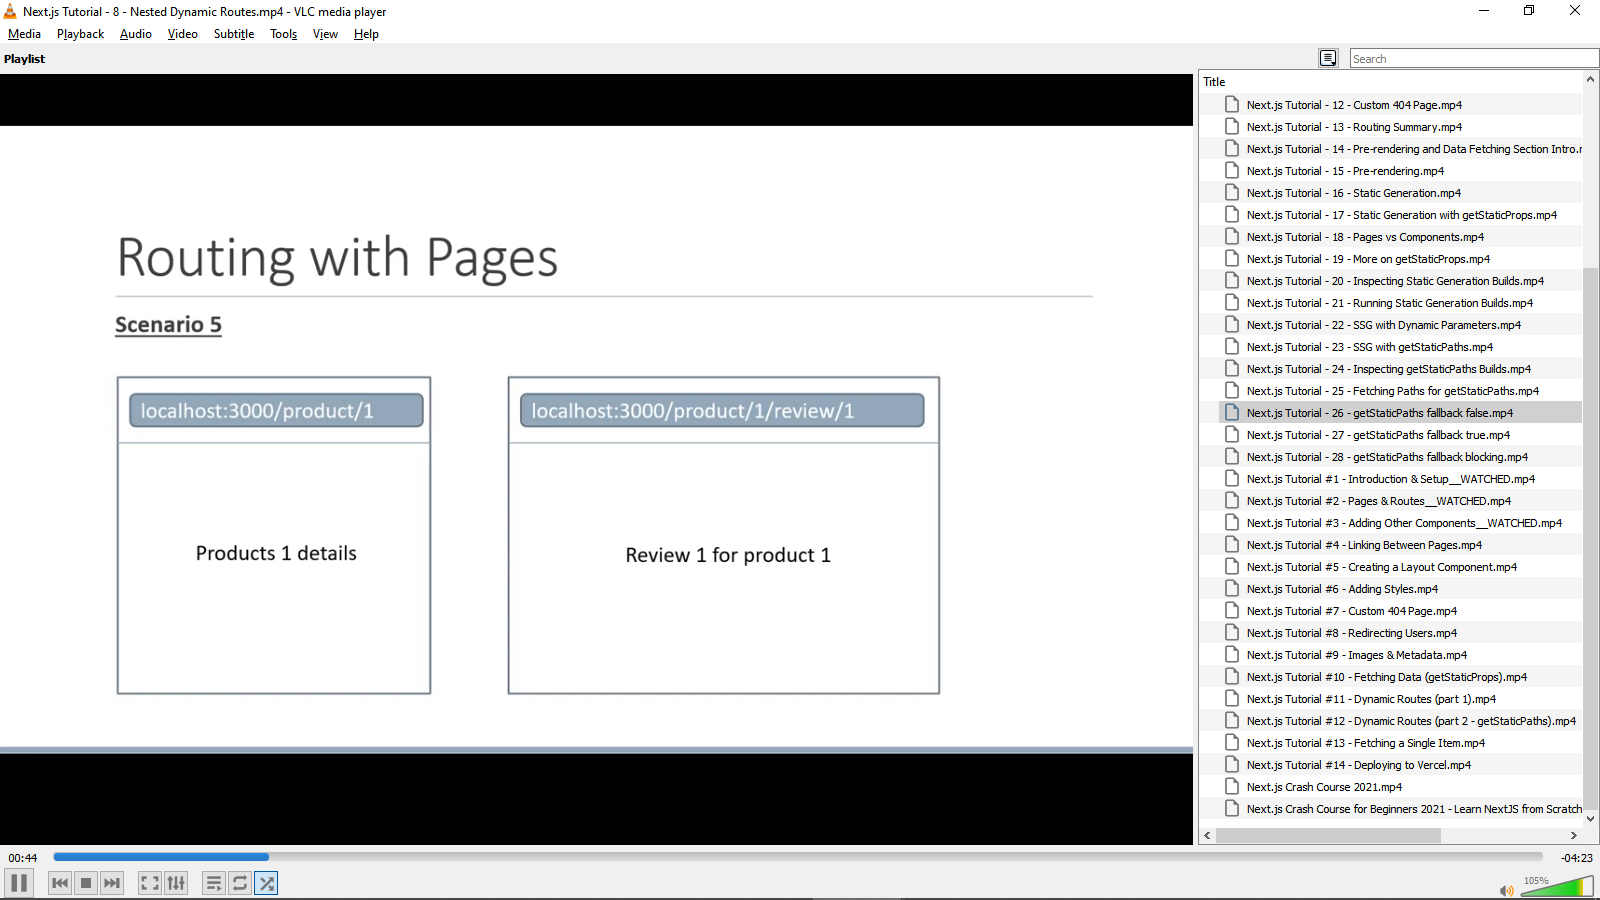 Next.js Tutorial - 8 - Nested Dynamic Routes.mp4 - VLC media player
Media Playback Audio Video Subtitle Tools View Help
Playlist
Search
Routing with Pages
Scenario 5
localhost:3000/product/1
Products 1 details
localhost:3000/product/1/review/1
Review 1 for product 1
Title
Next.js Tutorial - 12 - Custom 404 Page.mp4
Next.js Tutorial - 13 - Routing Summary.mp4
Next.js Tutorial - 14 - Pre-rendering and Data Fetching Section Intro.r
Next.js Tutorial - 15 - Pre-rendering.mp4
Next.js Tutorial - 16 - Static Generation.mp4
Next.js Tutorial - 17 - Static Generation with getStaticProps.mp4
Next.js Tutorial - 18 - Pages vs Components.mp4
Next.js Tutorial - 19 - More on getStaticProps.mp4
Next.js Tutorial - 20 - Inspecting Static Generation Builds.mp4
Next.js Tutorial - 21 - Running Static Generation Builds.mp4
Next.js Tutorial - 22 - SSG with Dynamic Parameters.mp4
Next.js Tutorial - 23 - SSG with getStaticPaths.mp4
Next.js Tutorial - 24 - Inspecting getStaticPaths Builds.mp4
Next.js Tutorial - 25 - Fetching Paths for getStaticPaths.mp4
Next.js Tutorial - 26 - getStaticPaths fallback false.mp4
Next.js Tutorial - 27 - getStaticPaths fallback true.mp4
Next.js Tutorial - 28 - getStaticPaths fallback blocking.mp4
Next.js Tutorial #1 - Introduction & Setup__WATCHED.mp4
Next.js Tutorial #2 - Pages & Routes__WATCHED.mp4
Next.js Tutorial #3 - Adding Other Components__WATCHED.mp4
Next.js Tutorial #4 - Linking Between Pages.mp4
Next.js Tutorial #5 - Creating a Layout Component.mp4
Next.js Tutorial #6 - Adding Styles.mp4
Next.js Tutorial #7 - Custom 404 Page.mp4
Next.js Tutorial #8 - Redirecting Users.mp4
Next.js Tutorial #9 - Images & Metadata.mp4
Next.js Tutorial #10 - Fetching Data (getStaticProps).mp4
Next.js Tutorial #11 - Dynamic Routes (part 1).mp4
Next.js Tutorial #12 - Dynamic Routes (part 2 - getStaticPaths).mp4
Next.js Tutorial #13 - Fetching a Single Item.mp4
Next.js Tutorial #14 - Deploying to Vercel.mp4
Next.js Crash Course 2021.mp4
Next.js Crash Course for Beginners 2021 - Learn NextJS from Scratch
00:44
-04:23
105%